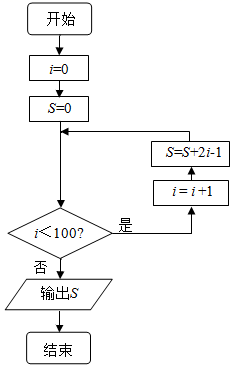 开始
i=0
S=0
S=S+2i-1
i = i +1
i＜100?
是
否
输出S
结束